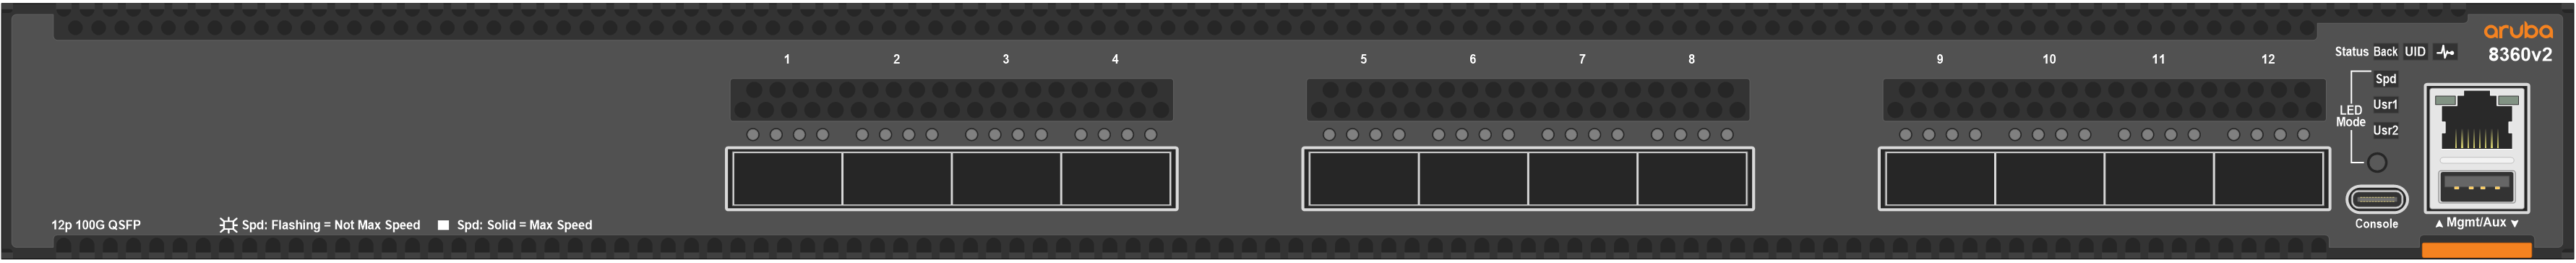 aruba
8360v2
1 2 3 4 5 6 7 8 9 10 11 12
Status Back UID
Spd
Usr1
Usr2
LED
Mode
12p 100G QSFP Spd: Flashing = Not Max Speed Spd: Solid = Max Speed
Console
▲ Mgmt/Aux ▼